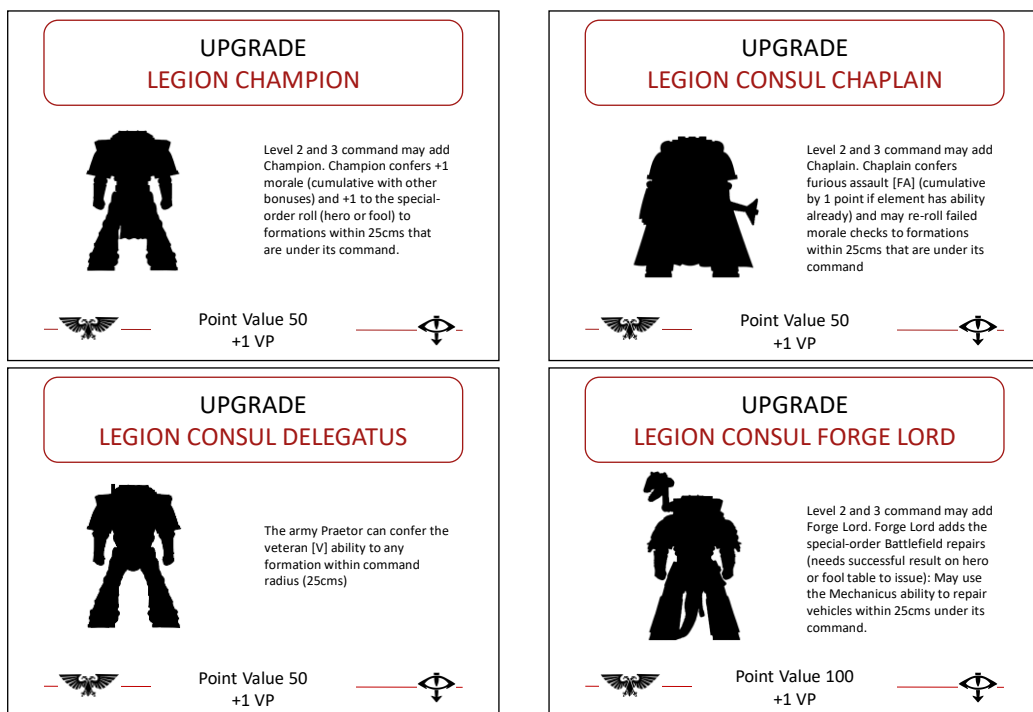 UPGRADE
LEGION CHAMPION
Level 2 and 3 command may add
Champion. Champion confers +1
morale (cumulative with other
bonuses) and +1 to the special-
order roll (hero or fool) to
formations within 25cms that
are under its command.
Point Value 50
+1 VP
UPGRADE
LEGION CONSUL CHAPLAIN
Level 2 and 3 command may add
Chaplain. Chaplain confers
furious assault [FA] (cumulative
by 1 point if element has ability
already) and may re-roll failed
morale checks to formations
within 25cms that are under its
command
Point Value 50
+1 VP
UPGRADE
LEGION CONSUL DELEGATUS
The army Praetor can confer the
veteran [V] ability to any
formation within command
radius (25cms)
Point Value 50
+1 VP
UPGRADE
LEGION CONSUL FORGE LORD
Level 2 and 3 command may add
Forge Lord. Forge Lord adds the
special-order Battlefield repairs
(needs successful result on hero
or fool table to issue): May use
the Mechanicus ability to repair
vehicles within 25cms under its
command.
Point Value 100
+1 VP